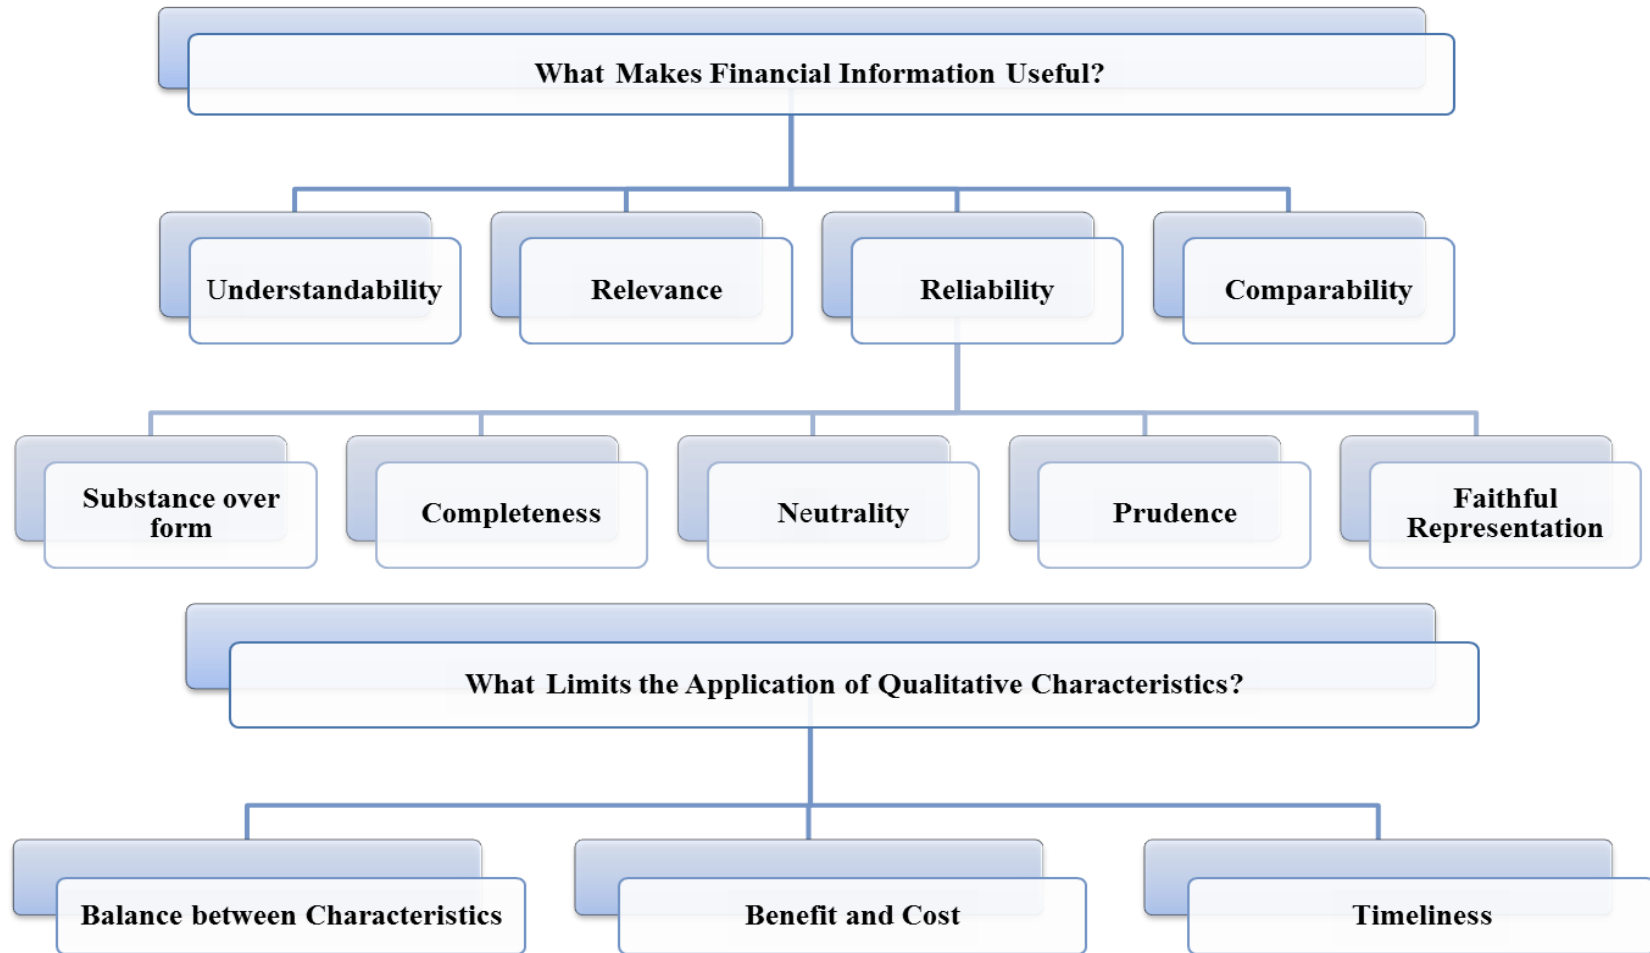 What Makes Financial Information Useful?
Understandability
Relevance
Reliability
Comparability
Substance over
form
Completeness
Neutrality
Prudence
Faithful
Representation
What Limits the Application of Qualitative Characteristics?
Balance between Characteristics
Benefit and Cost
Timeliness